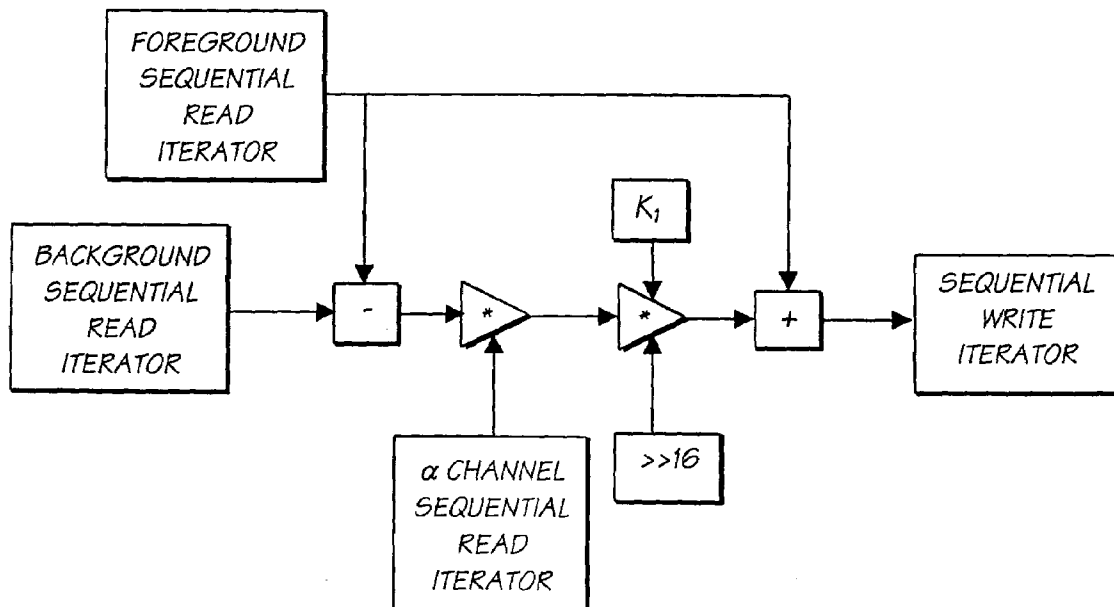 FOREGROUND
SEQUENTIAL
READ
ITERATOR
K₁
BACKGROUND
SEQUENTIAL
READ
ITERATOR
-
*
*
+
SEQUENTIAL
WRITE
ITERATOR
α CHANNEL
SEQUENTIAL
READ
ITERATOR
>>16